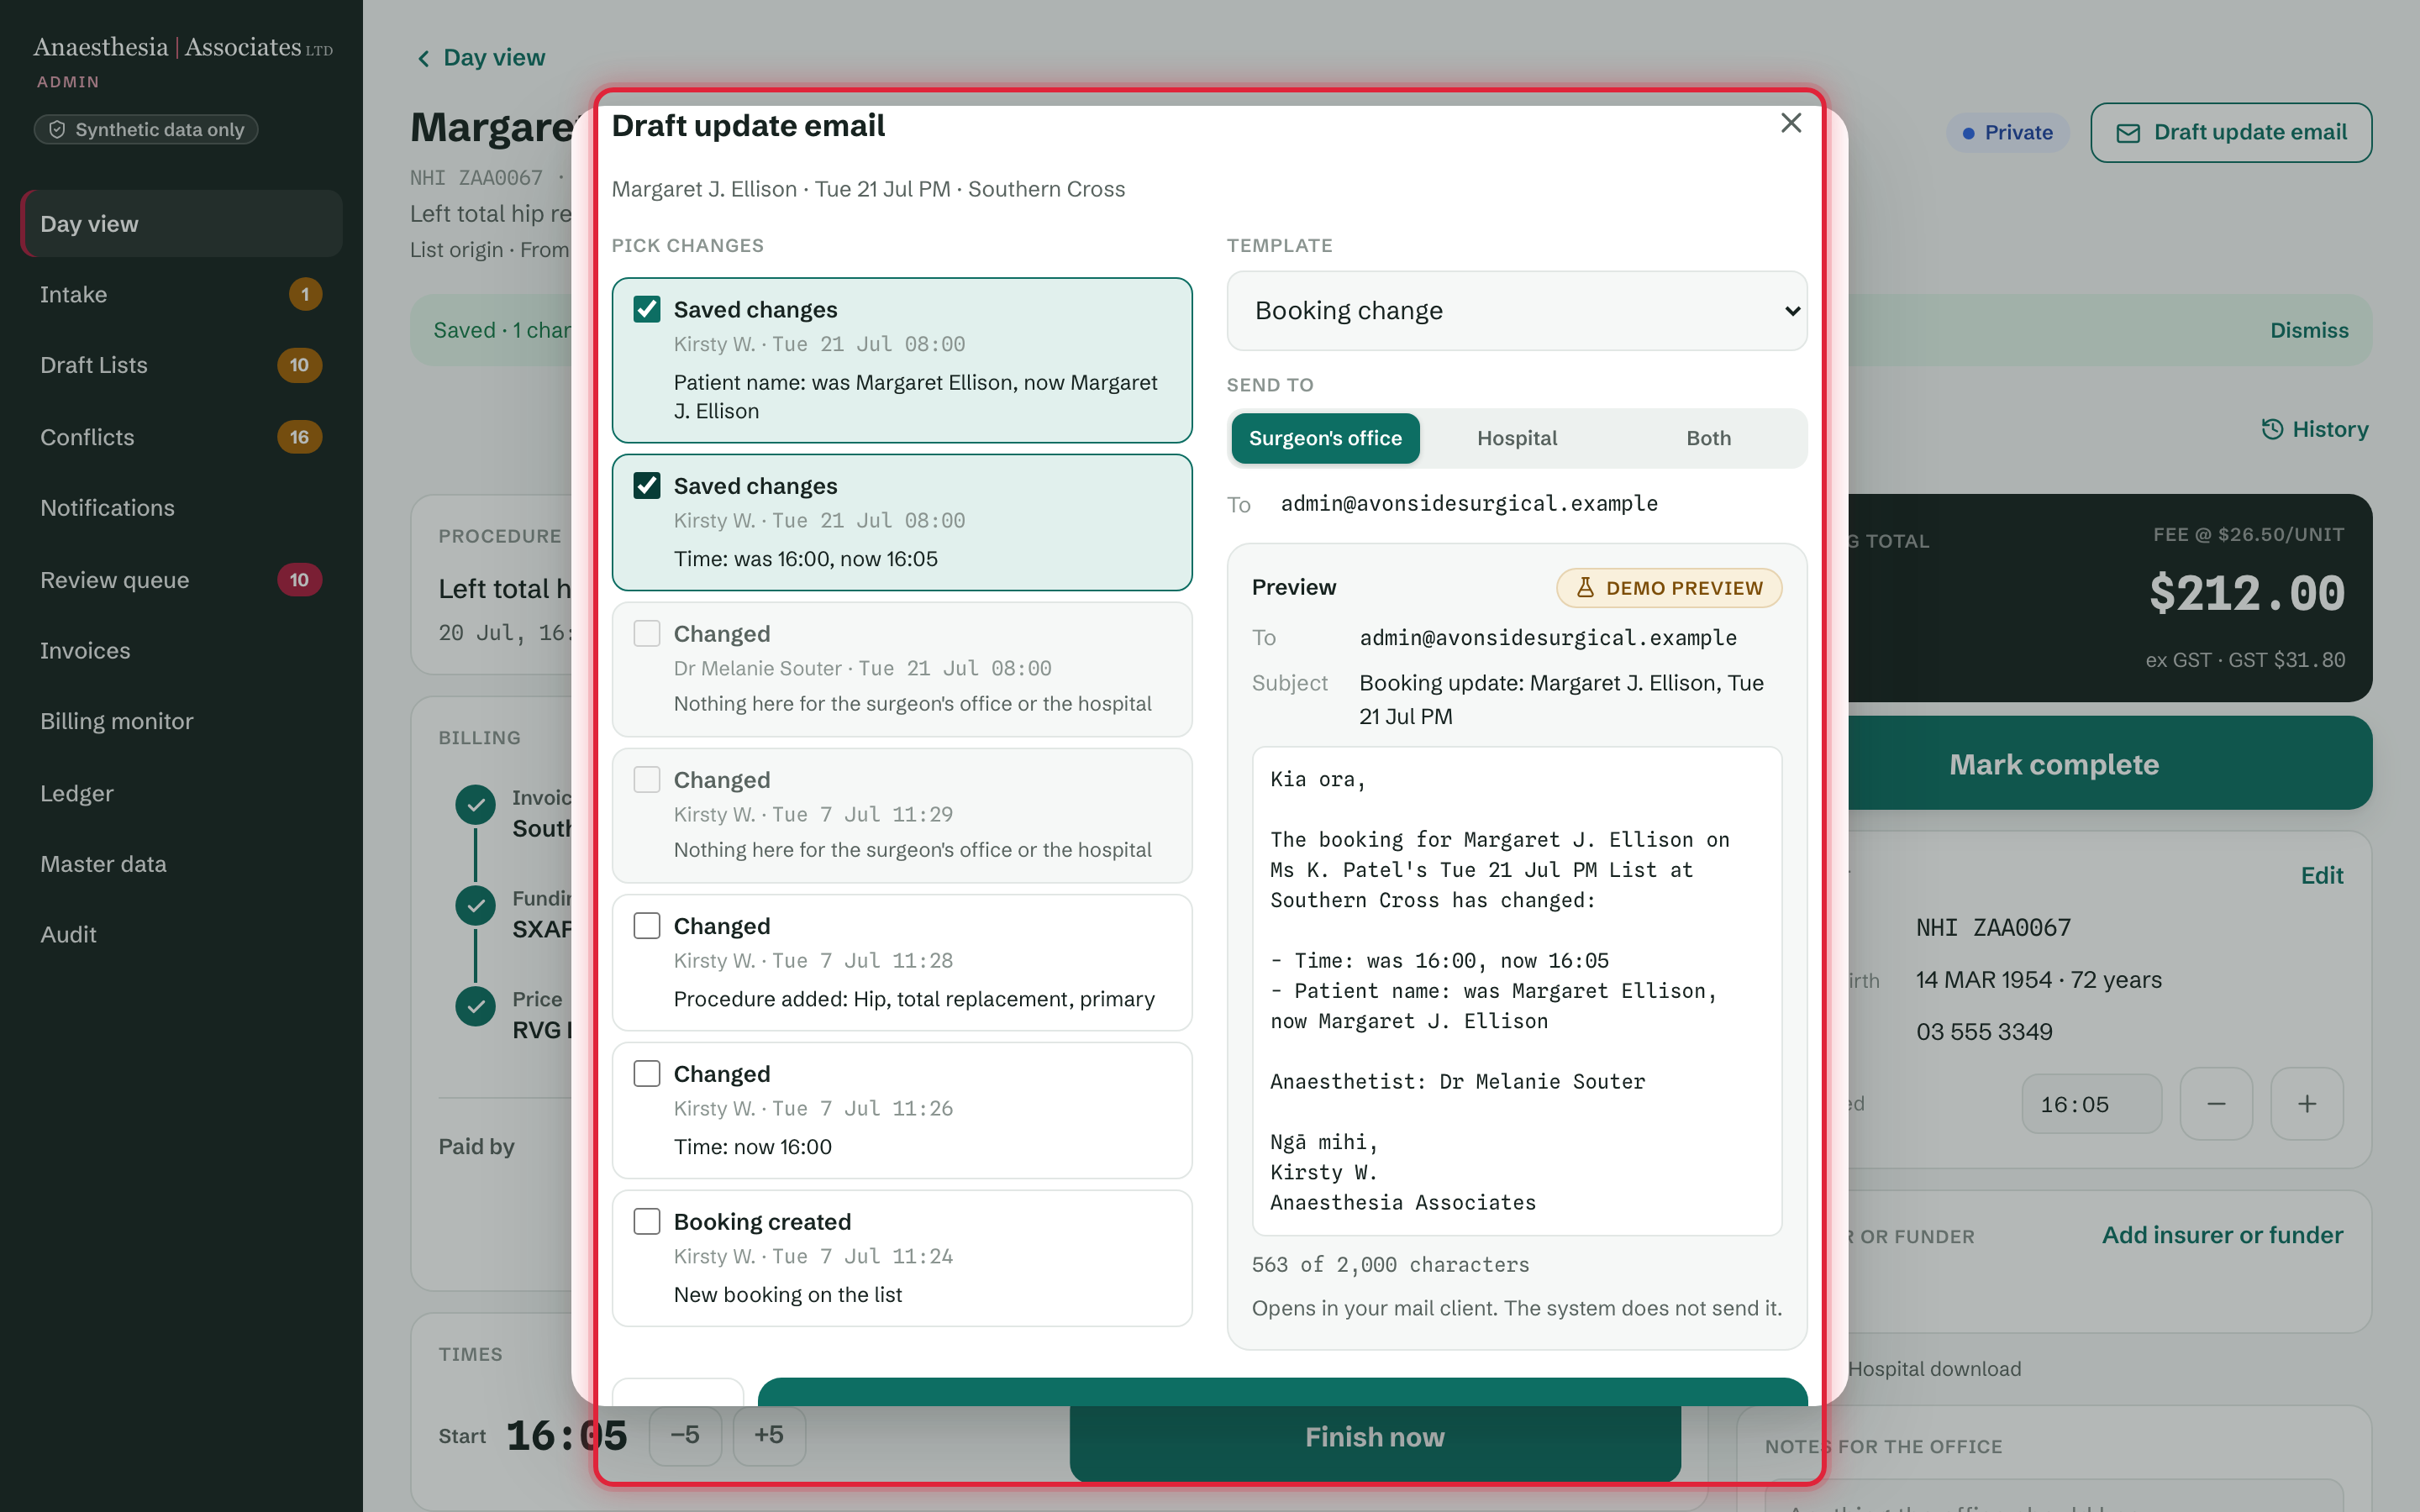 Anaesthesia | Associates LTD
ADMIN
Synthetic data only
Day view
Intake 1
Draft Lists 10
Conflicts 16
Notifications
Review queue 10
Invoices
Billing monitor
Ledger
Master data
Audit
Day view
NHI ZAA0067 ·
Left total hip
List origin · From
Private
Draft update email
Saved · 1
Dismiss
History
PROCEDURE
Left total
20 Jul,
BILLING
Price
RVG
Paid by
TIMES
Start 16:05 −5 +5
Finish now
Draft update email
Margaret J. Ellison · Tue 21 Jul PM · Southern Cross
PICK CHANGES
Saved changes
Kirsty W. · Tue 21 Jul 08:00
Patient name: was Margaret Ellison, now Margaret
J. Ellison
Saved changes
Kirsty W. · Tue 21 Jul 08:00
Time: was 16:00, now 16:05
Changed
Dr Melanie Souter · Tue 21 Jul 08:00
Nothing here for the surgeon's office or the hospital
Changed
Kirsty W. · Tue 7 Jul 11:29
Nothing here for the surgeon's office or the hospital
Changed
Kirsty W. · Tue 7 Jul 11:28
Procedure added: Hip, total replacement, primary
Changed
Kirsty W. · Tue 7 Jul 11:26
Time: now 16:00
Booking created
Kirsty W. · Tue 7 Jul 11:24
New booking on the list
TEMPLATE
Booking change
SEND TO
Surgeon's office Hospital Both
To admin@avonsidesurgical.example
Preview DEMO PREVIEW
To admin@avonsidesurgical.example
Subject Booking update: Margaret J. Ellison, Tue
21 Jul PM
Kia ora,
The booking for Margaret J. Ellison on
Ms K. Patel's Tue 21 Jul PM List at
Southern Cross has changed:
- Time: was 16:00, now 16:05
- Patient name: was Margaret Ellison,
now Margaret J. Ellison
Anaesthetist: Dr Melanie Souter
Ngā mihi,
Kirsty W.
Anaesthesia Associates
563 of 2,000 characters
Opens in your mail client. The system does not send it.
TOTAL
FEE @ $26.50/UNIT
$212.00
ex GST · GST $31.80
Mark complete
Edit
NHI ZAA0067
14 MAR 1954 · 72 years
03 555 3349
16:05 − +
OR FUNDER
Add insurer or funder
Hospital download
NOTES FOR THE OFFICE